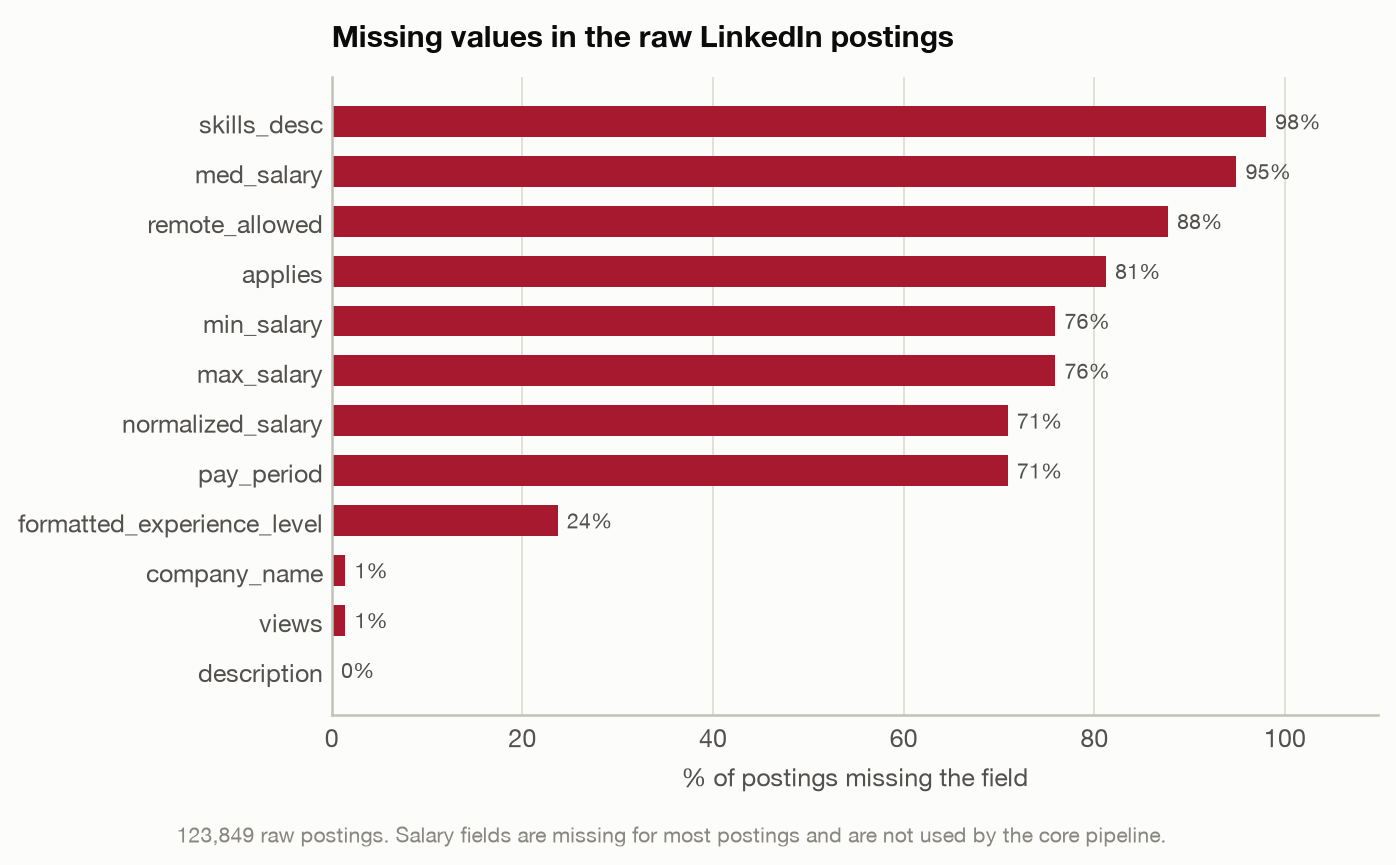 Missing values in the raw LinkedIn postings
skills_desc 98%
med_salary 95%
remote_allowed 88%
applies 81%
min_salary 76%
max_salary 76%
normalized_salary 71%
pay_period 71%
formatted_experience_level 24%
company_name 1%
views 1%
description 0%
0 20 40 60 80 100
% of postings missing the field
123,849 raw postings. Salary fields are missing for most postings and are not used by the core pipeline.